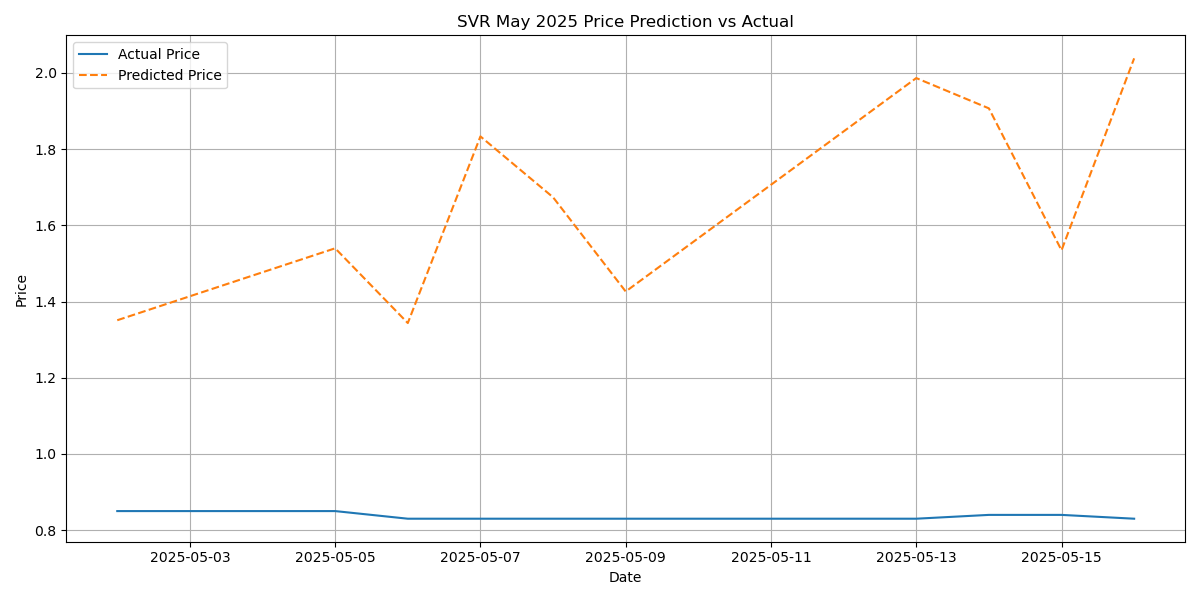 SVR May 2025 Price Prediction vs Actual
Actual Price
Predicted Price
Price
2.0
1.8
1.6
1.4
1.2
1.0
0.8
2025-05-03 2025-05-05 2025-05-07 2025-05-09 2025-05-11 2025-05-13 2025-05-15
Date